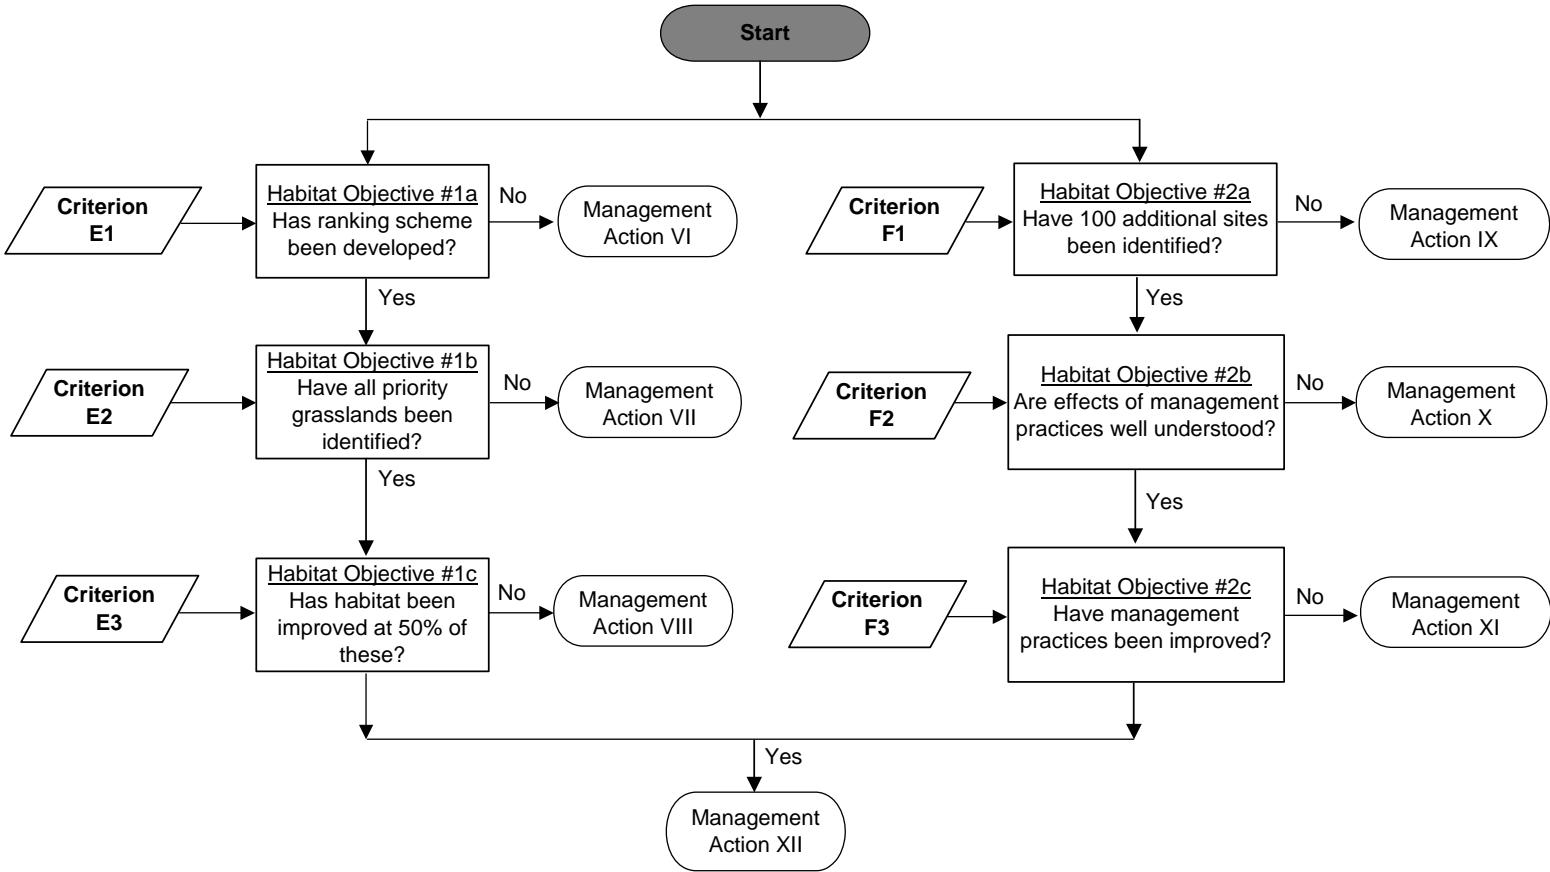 Start
Criterion
E1
Habitat Objective #1a
Has ranking scheme
been developed?
No
Management
Action VI
Yes
Criterion
E2
Habitat Objective #1b
Have all priority
grasslands been
identified?
No
Management
Action VII
Yes
Criterion
E3
Habitat Objective #1c
Has habitat been
improved at 50% of
these?
No
Management
Action VIII
Criterion
F1
Habitat Objective #2a
Have 100 additional sites
been identified?
No
Management
Action IX
Yes
Criterion
F2
Habitat Objective #2b
Are effects of management
practices well understood?
No
Management
Action X
Yes
Criterion
F3
Habitat Objective #2c
Have management
practices been improved?
No
Management
Action XI
Yes
Management
Action XII